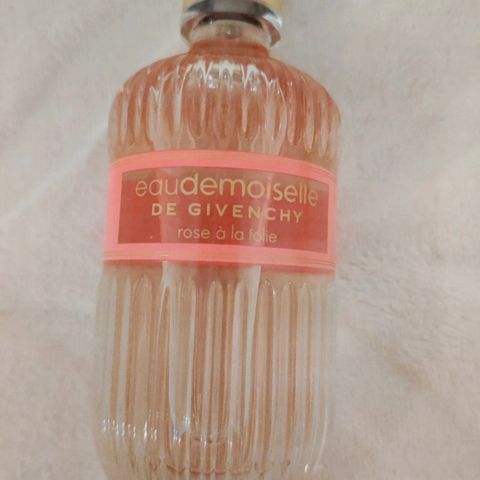 eaudemoiselle
DE GIVENCHY
rose à la folie